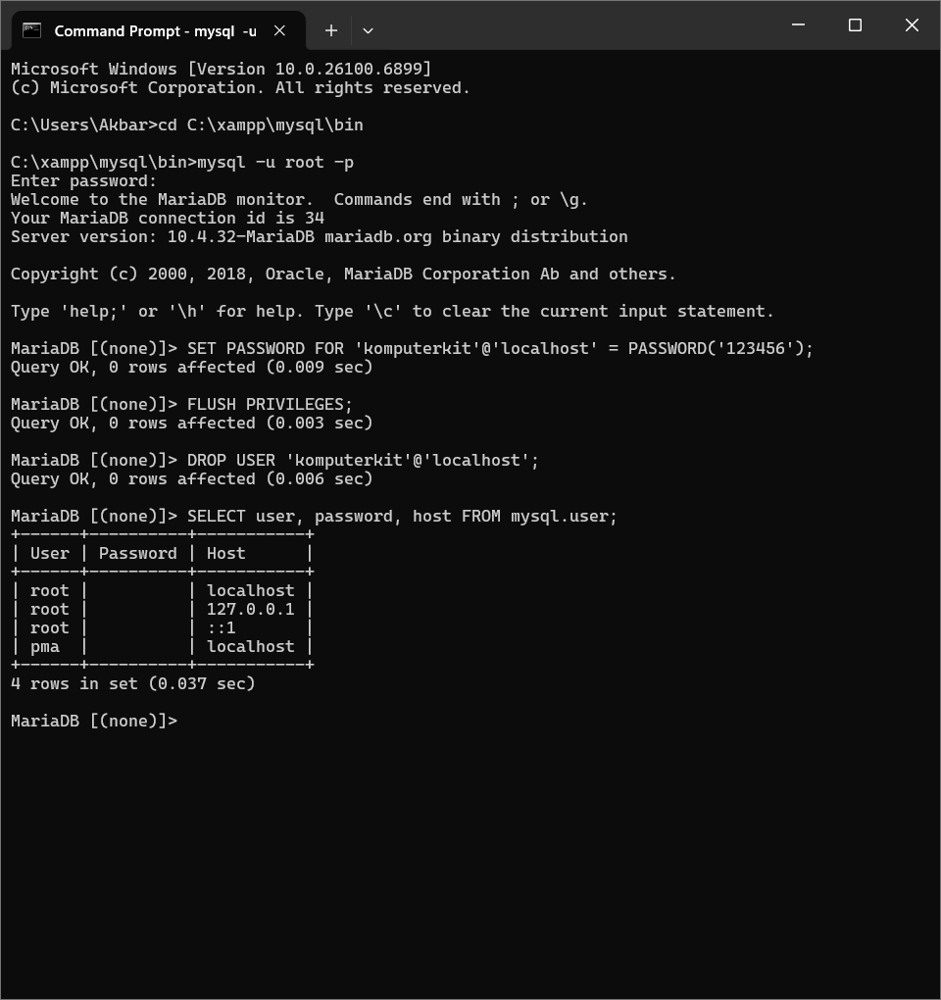 Command Prompt - mysql  -u
Microsoft Windows [Version 10.0.26100.6899]
(c) Microsoft Corporation. All rights reserved.
C:\Users\Akbar>cd C:\xampp\mysql\bin
C:\xampp\mysql\bin>mysql -u root -p
Enter password:
Welcome to the MariaDB monitor.  Commands end with ; or \g.
Your MariaDB connection id is 34
Server version: 10.4.32-MariaDB mariadb.org binary distribution
Copyright (c) 2000, 2018, Oracle, MariaDB Corporation Ab and others.
Type 'help;' or '\h' for help. Type '\c' to clear the current input statement.
MariaDB [(none)]> SET PASSWORD FOR 'komputerkit'@'localhost' = PASSWORD('123456');
Query OK, 0 rows affected (0.009 sec)
MariaDB [(none)]> FLUSH PRIVILEGES;
Query OK, 0 rows affected (0.003 sec)
MariaDB [(none)]> DROP USER 'komputerkit'@'localhost';
Query OK, 0 rows affected (0.006 sec)
MariaDB [(none)]> SELECT user, password, host FROM mysql.user;
+------+----------+-----------+
| User | Password | Host      |
+------+----------+-----------+
| root |          | localhost |
| root |          | 127.0.0.1 |
| root |          | ::1       |
| pma  |          | localhost |
+------+----------+-----------+
4 rows in set (0.037 sec)
MariaDB [(none)]>